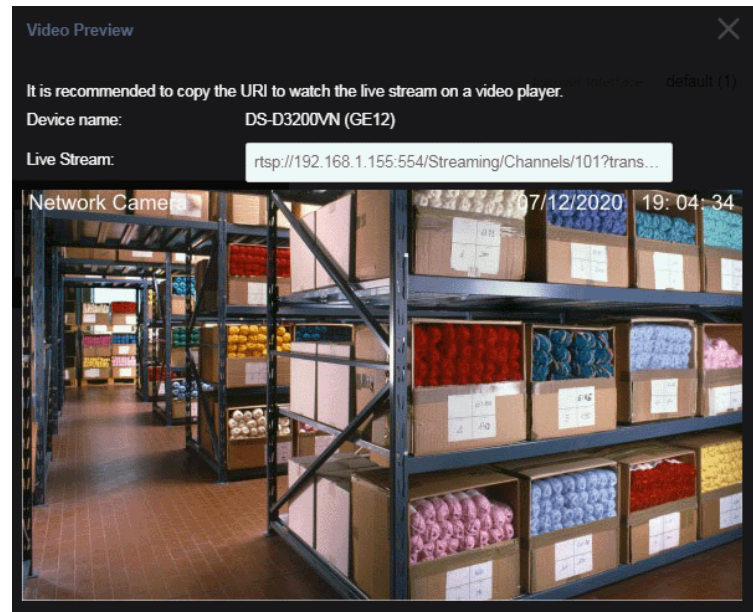 Video Preview
default (1)
It is recommended to copy the URI to watch the live stream on a video player.
Device name: DS-D3200VN (GE12)
Live Stream: rtsp://192.168.1.155:554/Streaming/Channels/101?trans...
Network Camera 07/12/2020 19: 04: 34